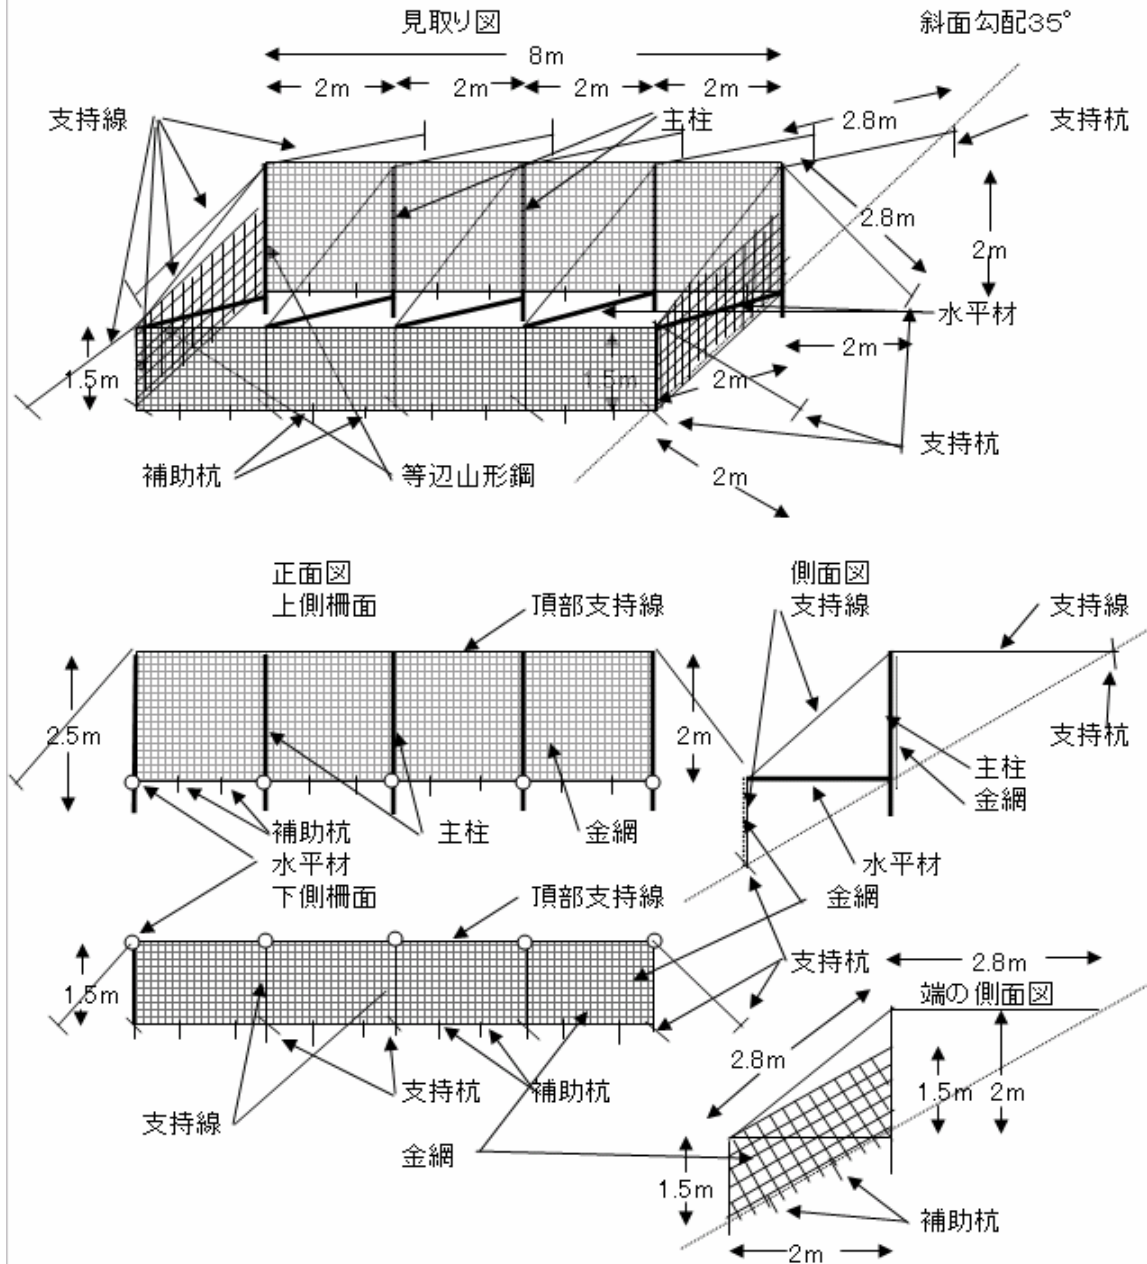 見取り図
斜面勾配35°
8m
2m
2m
2m
2m
支持線
主柱
2.8m
支持杭
2.8m
2m
水平材
1.5m
1.5m
2m
2m
支持杭
補助杭
等辺山形鋼
2m
正面図
上側柵面
頂部支持線
側面図
支持線
支持線
2.5m
2m
支持杭
主柱
金網
補助杭
主柱
金網
水平材
水平材
下側柵面
頂部支持線
金網
1.5m
支持杭
2.8m
端の側面図
2.8m
支持杭
補助杭
1.5m
2m
支持線
金網
1.5m
補助杭
2m